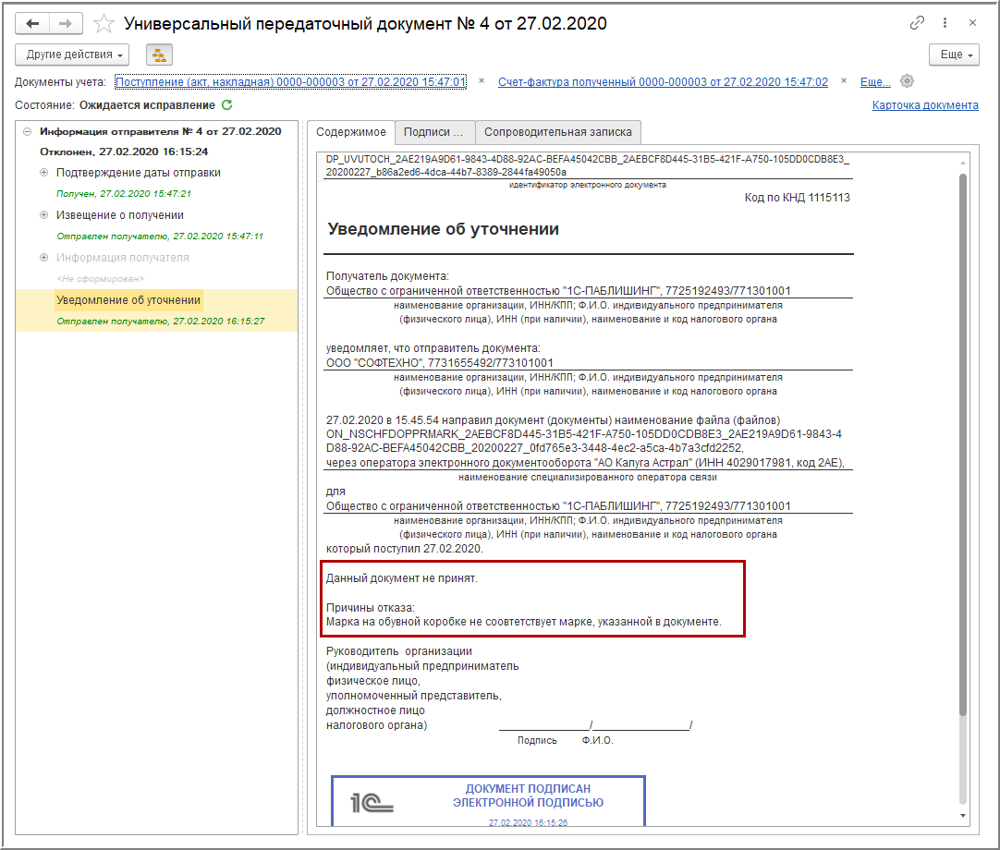 Универсальный передаточный документ № 4 от 27.02.2020
Другие действия
Еще
Документы учета: Поступление (акт, накладная) 0000-000003 от 27.02.2020 15:47:01 × Счет-фактура полученный 0000-000003 от 27.02.2020 15:47:02 × Еще...
Состояние: Ожидается исправление
Карточка документа
Информация отправителя № 4 от 27.02.2020
Отклонен, 27.02.2020 16:15:24
Подтверждение даты отправки
Получен, 27.02.2020 15:47:21
Извещение о получении
Отправлен получателю, 27.02.2020 15:47:11
Информация получателя
<Не сформирован>
Уведомление об уточнении
Отправлен получателю, 27.02.2020 16:15:27
Содержимое
Подписи ...
Сопроводительная записка
DP_UVUTOCH_2AE219A9D61-9843-4D88-92AC-BEFA45042CBB_2AEBCF8D445-31B5-421F-A750-105DD0CDB8E3_
20200227_b86a2ed6-4dca-44b7-8389-2844fa49050a
идентификатор электронного документа
Код по КНД 1115113
Уведомление об уточнении
Получатель документа:
Общество с ограниченной ответственностью "1С-ПАБЛИШИНГ", 7725192493/771301001
наименование организации, ИНН/КПП; Ф.И.О. индивидуального предпринимателя
(физического лица), ИНН (при наличии), наименование и код налогового органа
уведомляет, что отправитель документа:
ООО "СОФТЕХНО", 7731655492/773101001
наименование организации, ИНН/КПП; Ф.И.О. индивидуального предпринимателя
(физического лица), ИНН (при наличии), наименование и код налогового органа
27.02.2020 в 15.45.54 направил документ (документы) наименование файла (файлов)
ON_NSCHFDOPPRMARK_2AEBCF8D445-31B5-421F-A750-105DD0CDB8E3_2AE219A9D61-9843-4
D88-92AC-BEFA45042CBB_20200227_0fd765e3-3448-4ec2-a5ca-4b7a3cfd2252,
через оператора электронного документооборота "АО Калуга Астрал" (ИНН 4029017981, код 2AE),
наименование специализированного оператора связи
для
Общество с ограниченной ответственностью "1С-ПАБЛИШИНГ", 7725192493/771301001
наименование организации, ИНН/КПП; Ф.И.О. индивидуального предпринимателя
(физического лица), ИНН (при наличии), наименование и код налогового органа
который поступил 27.02.2020.
Данный документ не принят.
Причины отказа:
Марка на обувной коробке не соовтетствует марке, указанной в документе.
Руководитель организации
(индивидуальный предприниматель
физическое лицо,
уполномоченный представитель,
должностное лицо
налогового органа) _______________/________________/
Подпись Ф.И.О.
1С
ДОКУМЕНТ ПОДПИСАН
ЭЛЕКТРОННОЙ ПОДПИСЬЮ
27.02.2020 16:15:26